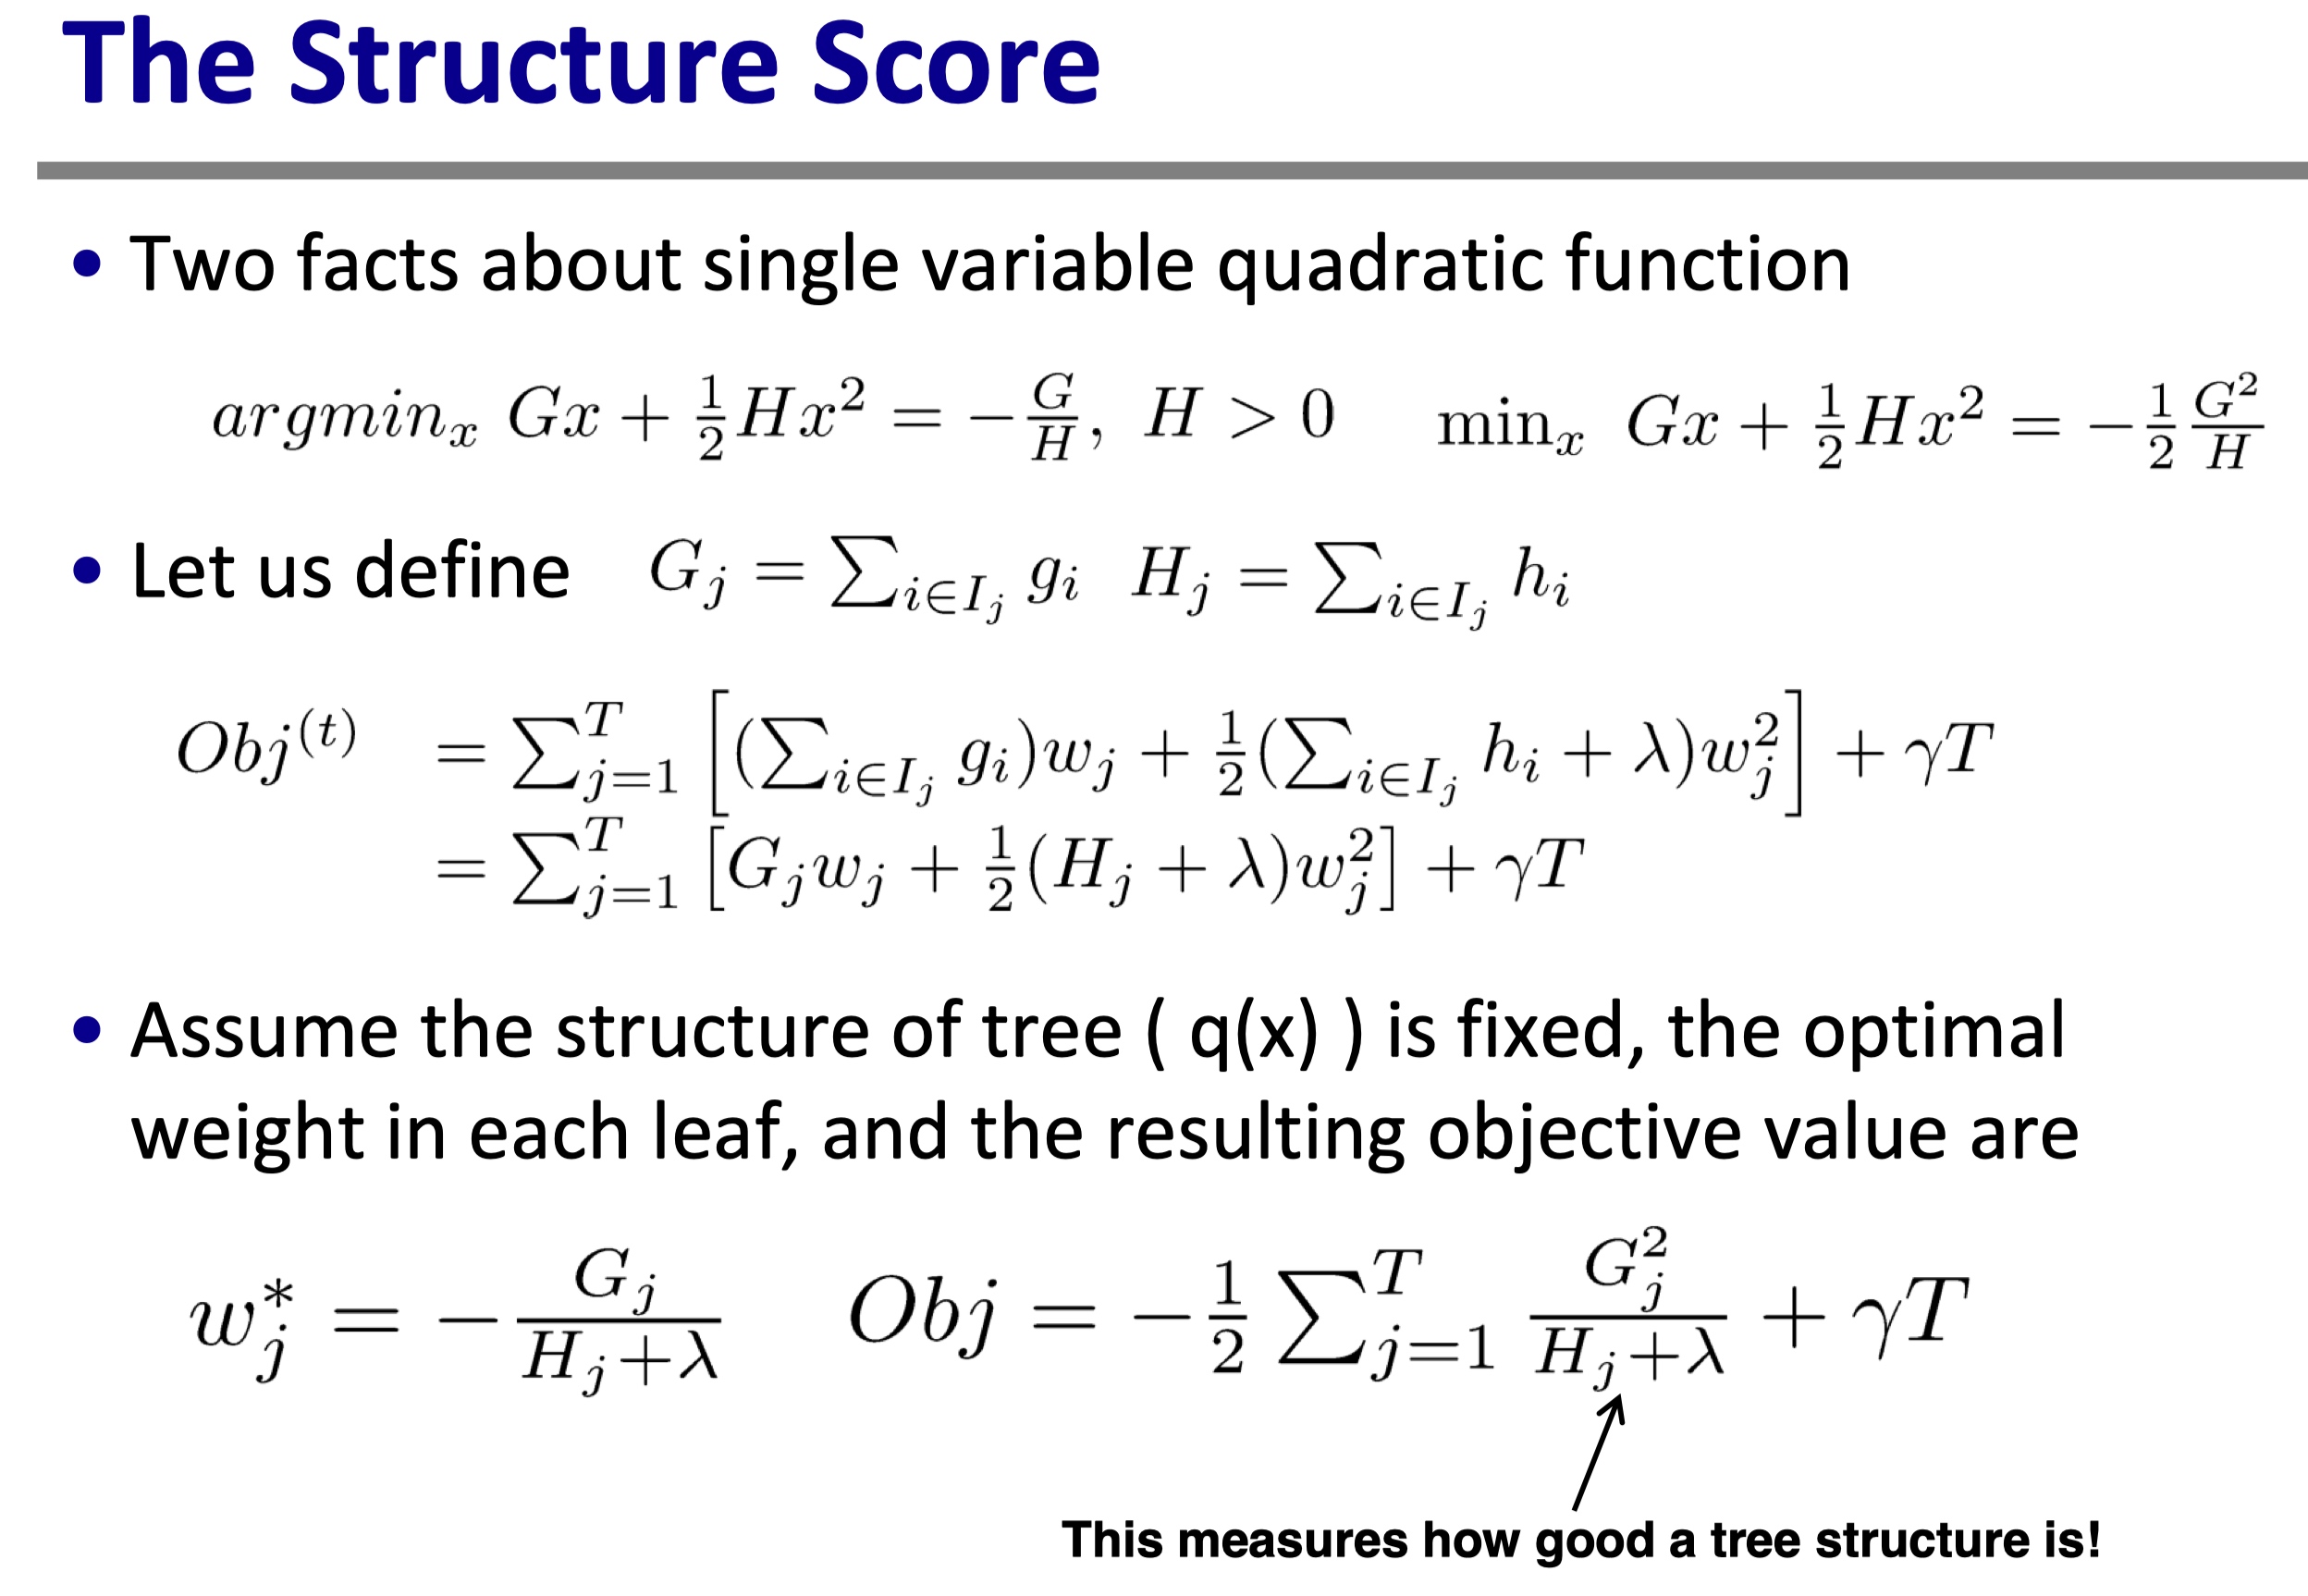 The Structure Score
• Two facts about single variable quadratic function
$argmin_x \; Gx + \frac{1}{2}Hx^2 = -\frac{G}{H}, \; H > 0 \quad \min_x \; Gx + \frac{1}{2}Hx^2 = -\frac{1}{2}\frac{G^2}{H}$
• Let us define $G_j = \sum_{i \in I_j} g_i \; H_j = \sum_{i \in I_j} h_i$
$Obj^{(t)} = \sum_{j=1}^{T} \left[ (\sum_{i \in I_j} g_i) w_j + \frac{1}{2} (\sum_{i \in I_j} h_i + \lambda) w_j^2 \right] + \gamma T$
$= \sum_{j=1}^{T} \left[ G_j w_j + \frac{1}{2} (H_j + \lambda) w_j^2 \right] + \gamma T$
• Assume the structure of tree ( q(x) ) is fixed, the optimal
weight in each leaf, and the resulting objective value are
$w_j^* = -\frac{G_j}{H_j + \lambda} \quad Obj = -\frac{1}{2} \sum_{j=1}^{T} \frac{G_j^2}{H_j + \lambda} + \gamma T$
This measures how good a tree structure is!